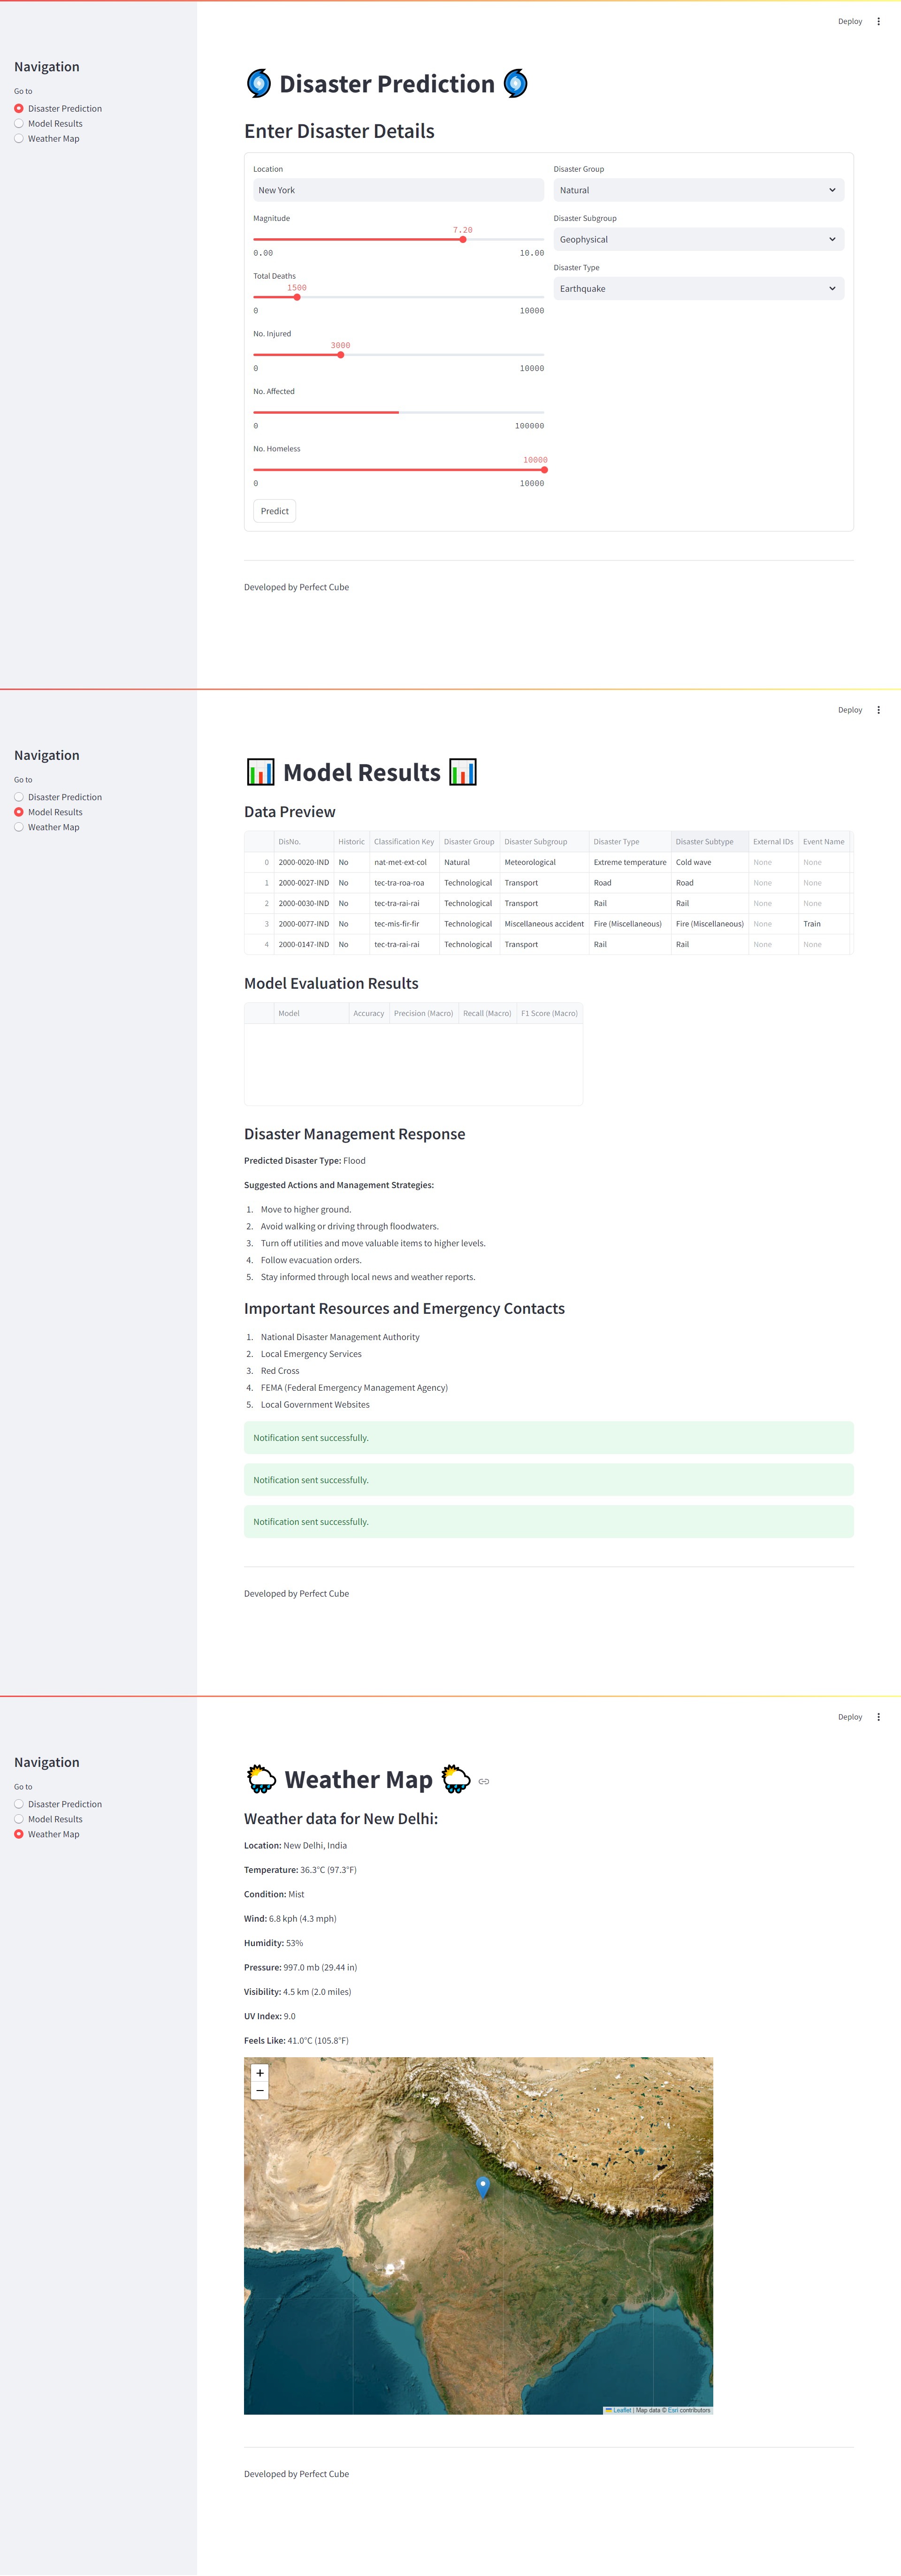 Deploy
Navigation
Go to
Disaster Prediction
Model Results
Weather Map
Disaster Prediction
Enter Disaster Details
Location
New York
Disaster Group
Natural
Magnitude
7.20
0.00 10.00
Disaster Subgroup
Geophysical
Total Deaths
1500
0 10000
Disaster Type
Earthquake
No. Injured
3000
0 10000
No. Affected
0 100000
No. Homeless
10000
0 10000
Predict
Developed by Perfect Cube
Deploy
Navigation
Go to
Disaster Prediction
Model Results
Weather Map
Model Results
Data Preview
DisNo. Historic Classification Key Disaster Group Disaster Subgroup Disaster Type Disaster Subtype External IDs Event Name
0 2000-0020-IND No nat-met-ext-col Natural Meteorological Extreme temperature Cold wave None None
1 2000-0027-IND No tec-tra-roa-roa Technological Transport Road Road None None
2 2000-0030-IND No tec-tra-rai-rai Technological Transport Rail Rail None None
3 2000-0077-IND No tec-mis-fir-fir Technological Miscellaneous accident Fire (Miscellaneous) Fire (Miscellaneous) None Train
4 2000-0147-IND No tec-tra-rai-rai Technological Transport Rail Rail None None
Model Evaluation Results
Model Accuracy Precision (Macro) Recall (Macro) F1 Score (Macro)
Disaster Management Response
Predicted Disaster Type: Flood
Suggested Actions and Management Strategies:
1. Move to higher ground.
2. Avoid walking or driving through floodwaters.
3. Turn off utilities and move valuable items to higher levels.
4. Follow evacuation orders.
5. Stay informed through local news and weather reports.
Important Resources and Emergency Contacts
1. National Disaster Management Authority
2. Local Emergency Services
3. Red Cross
4. FEMA (Federal Emergency Management Agency)
5. Local Government Websites
Notification sent successfully.
Notification sent successfully.
Notification sent successfully.
Developed by Perfect Cube
Deploy
Navigation
Go to
Disaster Prediction
Model Results
Weather Map
Weather Map
Weather data for New Delhi:
Location: New Delhi, India
Temperature: 36.3°C (97.3°F)
Condition: Mist
Wind: 6.8 kph (4.3 mph)
Humidity: 53%
Pressure: 997.0 mb (29.44 in)
Visibility: 4.5 km (2.0 miles)
UV Index: 9.0
Feels Like: 41.0°C (105.8°F)
+
−
Leaflet | Map data © Esri contributors
Developed by Perfect Cube